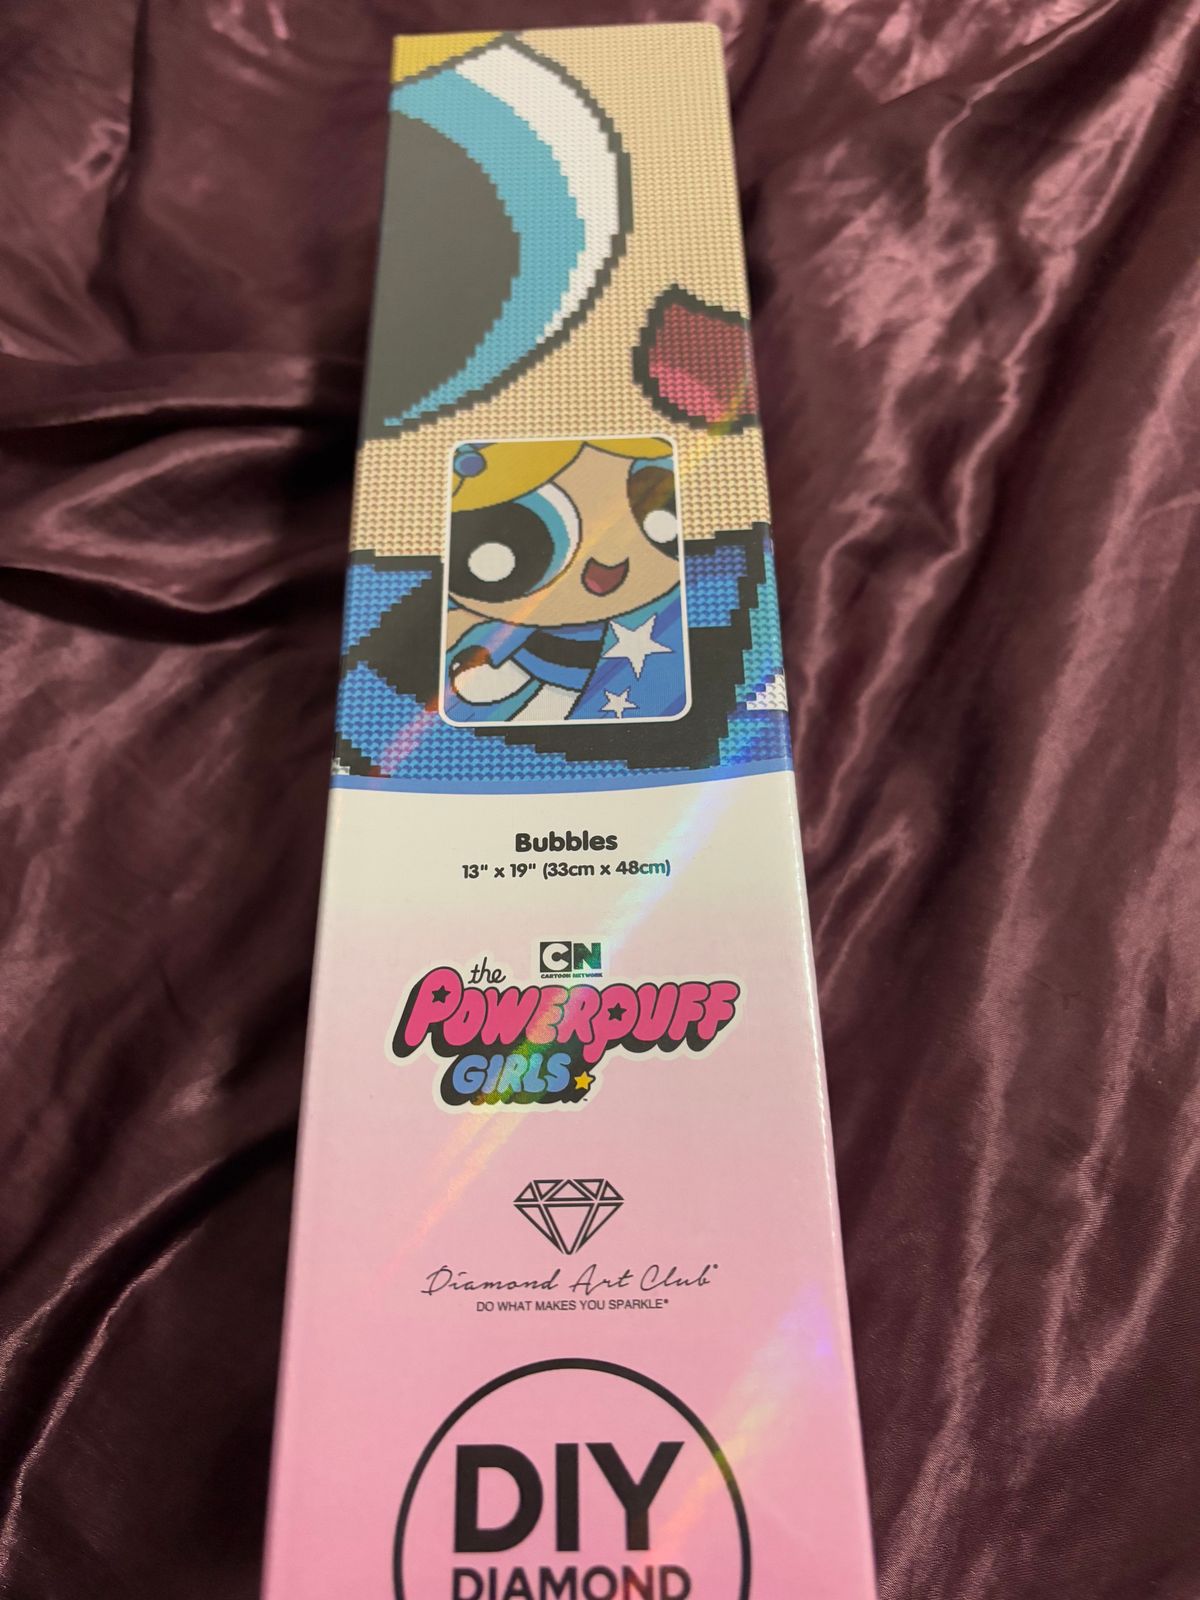 Bubbles
13" x 19" (33cm x 48cm)
CN
CARTOON NETWORK
the
POWERPUFF
GIRLS
Diamond Art Club®
DO WHAT MAKES YOU SPARKLE®
DIY
DIAMOND